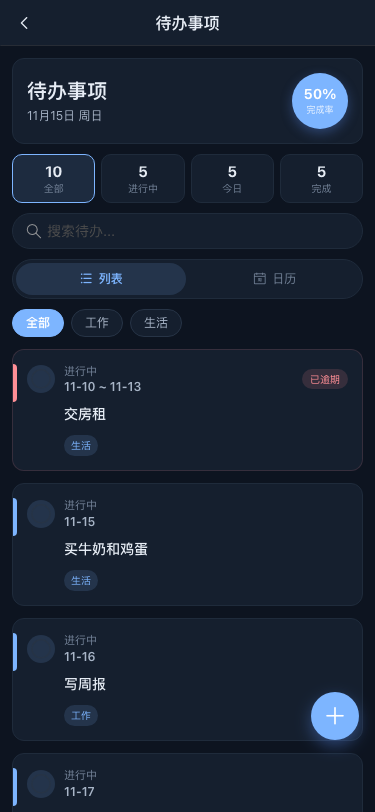 待办事项
待办事项
11月15日 周日
50%
完成率
10
全部
5
进行中
5
今日
5
完成
搜索待办...
列表
日历
全部
工作
生活
进行中
11-10 ~ 11-13
已逾期
交房租
生活
进行中
11-15
买牛奶和鸡蛋
生活
进行中
11-16
写周报
工作
进行中
11-17